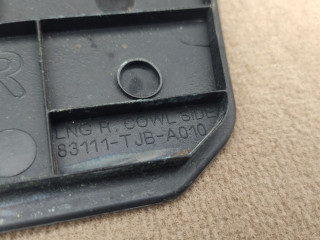 R
LNG R, COWL SIDE
83111-TJB-A010